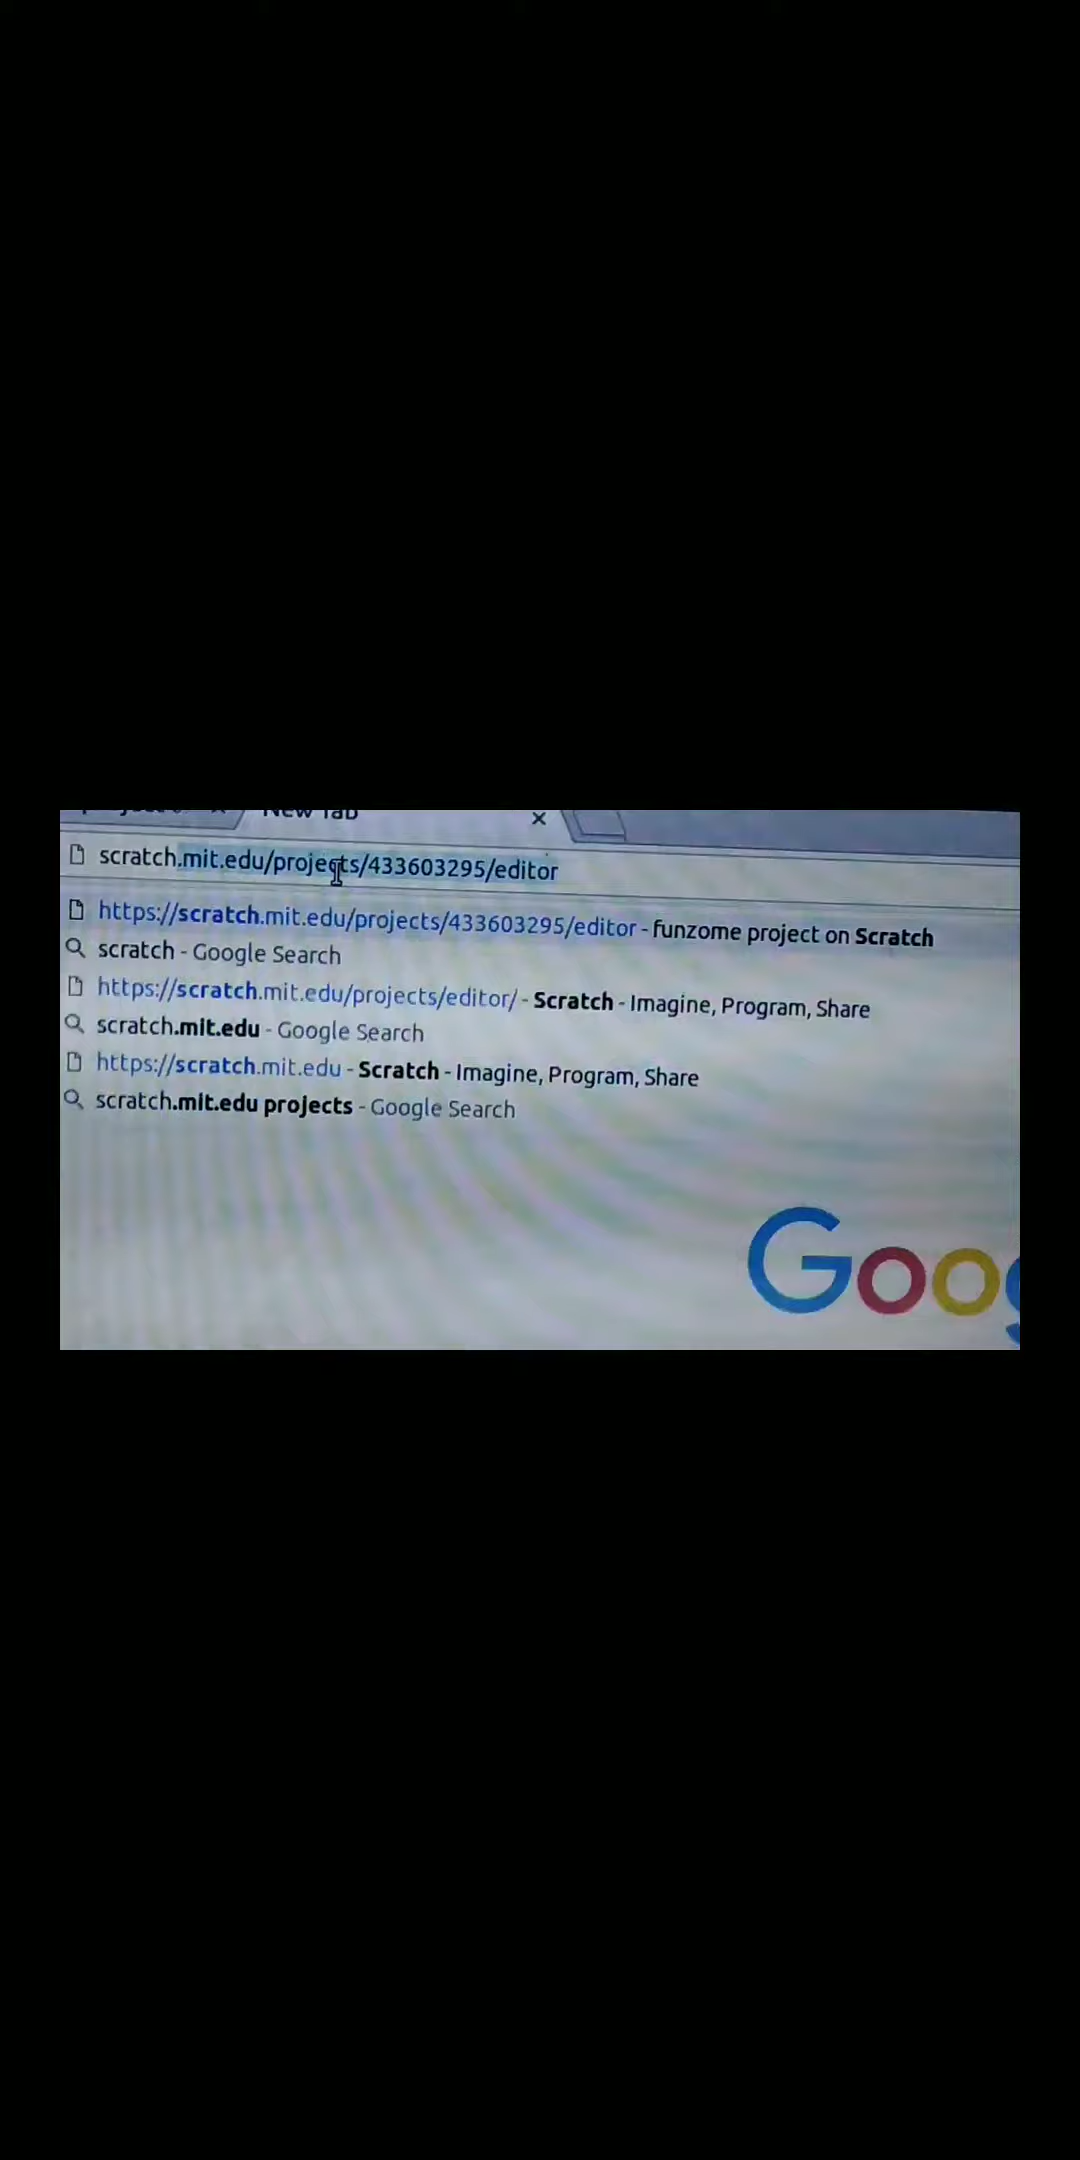 New Tab
scratch.mit.edu/projects/433603295/editor
https://scratch.mit.edu/projects/433603295/editor - funzome project on Scratch
scratch - Google Search
https://scratch.mit.edu/projects/editor/ - Scratch - Imagine, Program, Share
scratch.mit.edu - Google Search
https://scratch.mit.edu - Scratch - Imagine, Program, Share
scratch.mit.edu projects - Google Search
Goog